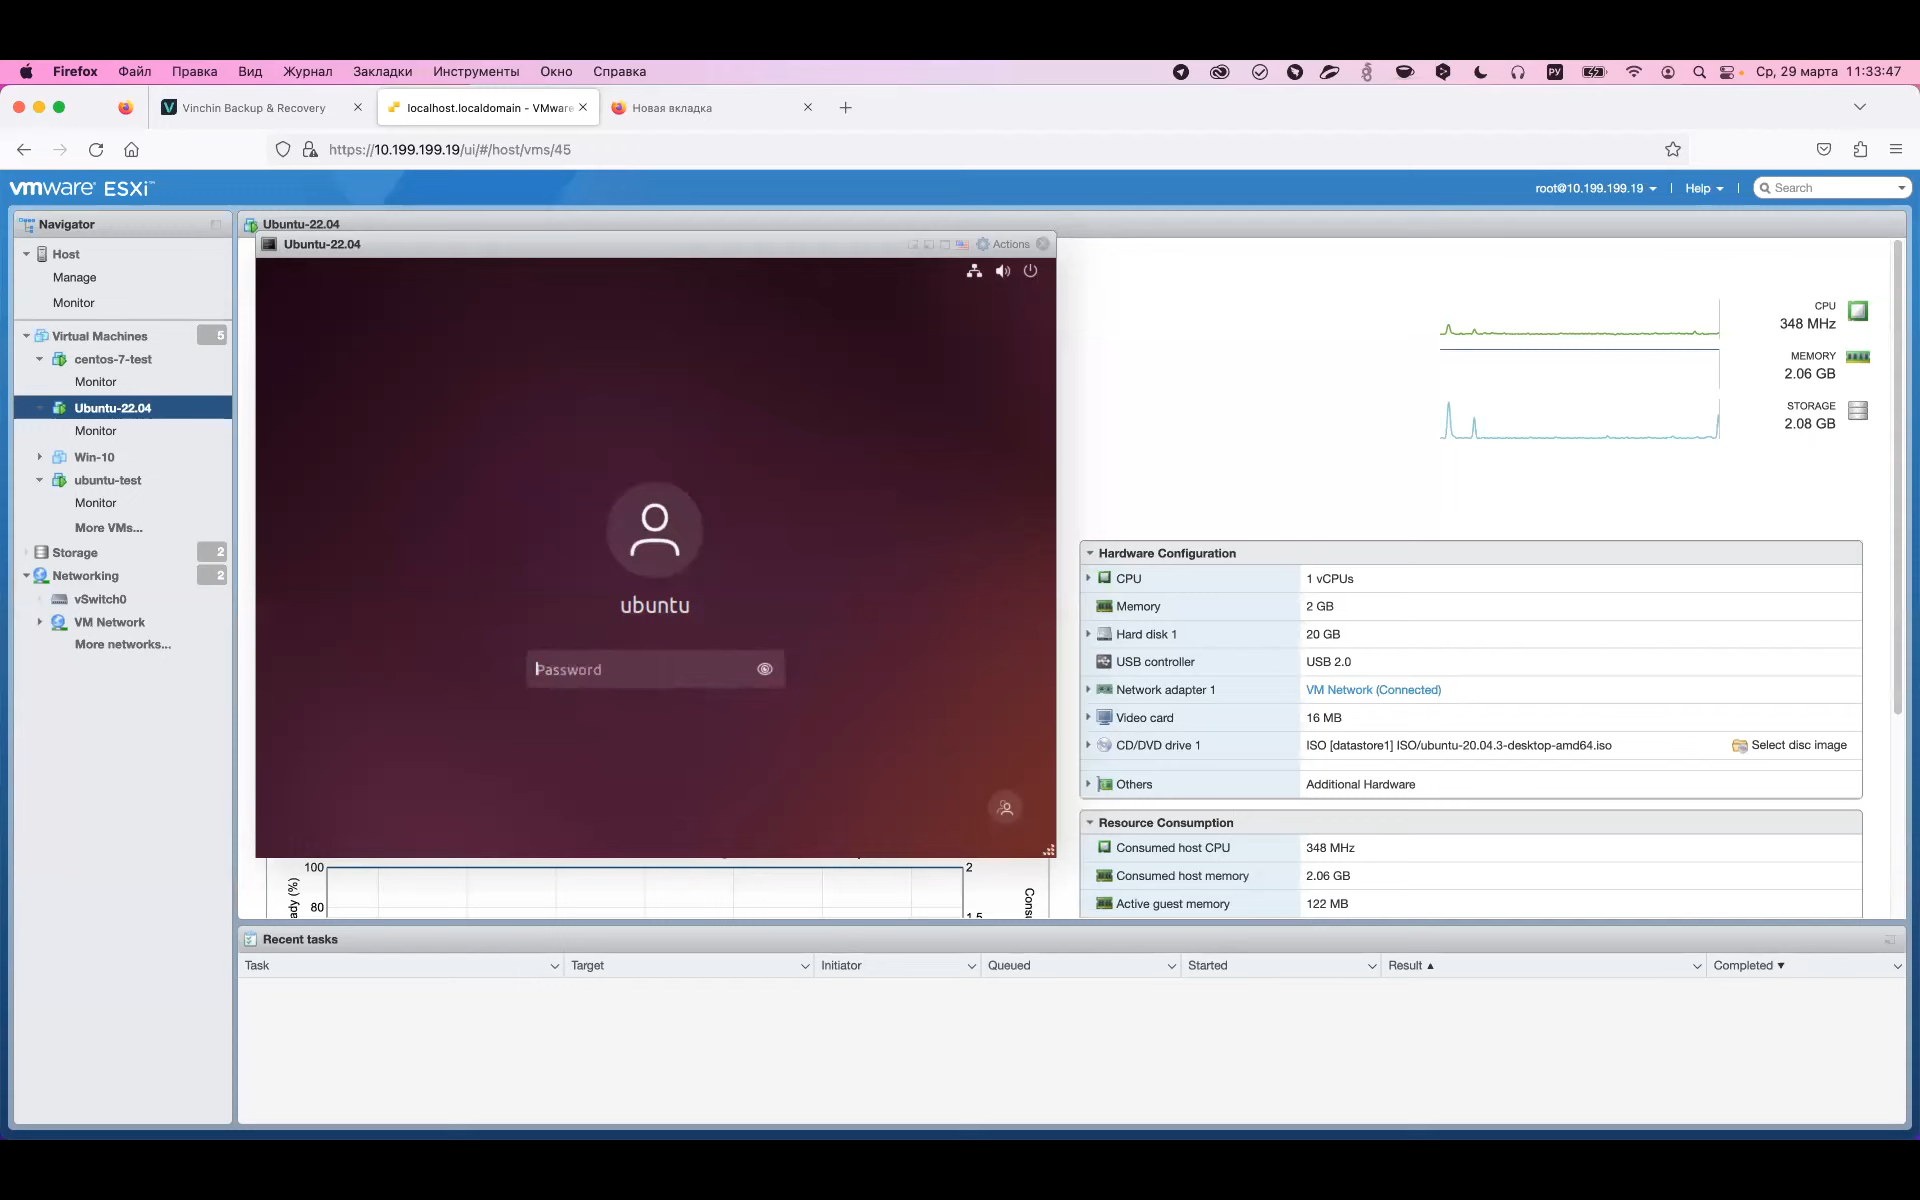 Firefox Файл Правка Вид Журнал Закладки Инструменты Окно Справка РУ Ср, 29 марта 11:33:47
Vinchin Backup & Recovery localhost.localdomain - VMware Новая вкладка
https://10.199.199.19/ui/#/host/vms/45
vmware ESXi root@10.199.199.19 | Help | Search
Navigator
Host
Manage
Monitor
Virtual Machines 5
centos-7-test
Monitor
Ubuntu-22.04
Monitor
Win-10
ubuntu-test
Monitor
More VMs...
Storage 2
Networking 2
vSwitch0
VM Network
More networks...
Ubuntu-22.04
Ubuntu-22.04 Actions
ubuntu
Password
CPU
348 MHz
MEMORY
2.06 GB
STORAGE
2.08 GB
Hardware Configuration
CPU 1 vCPUs
Memory 2 GB
Hard disk 1 20 GB
USB controller USB 2.0
Network adapter 1 VM Network (Connected)
Video card 16 MB
CD/DVD drive 1 ISO [datastore1] ISO/ubuntu-20.04.3-desktop-amd64.iso Select disc image
Others Additional Hardware
Resource Consumption
Consumed host CPU 348 MHz
Consumed host memory 2.06 GB
Active guest memory 122 MB
100 2
80 1.5
Recent tasks
Task Target Initiator Queued Started Result ▲ Completed ▼